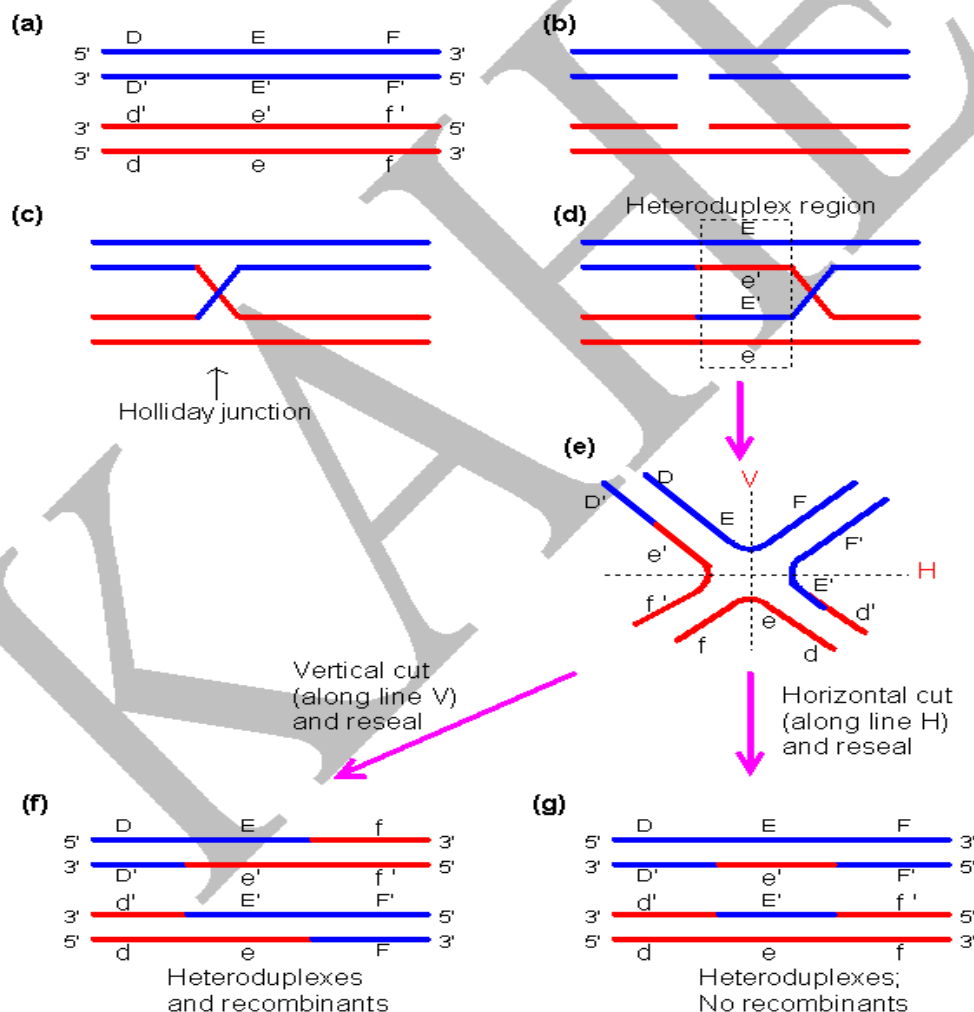 (a)
D E F
5' 3'
3' 5'
D' E' F'
d' e' f '
3' 5'
5' 3'
d e f
(b)
(c)
Holliday junction
(d)
Heteroduplex region
E
e'
E'
e
(e)
V
D' D E F
e' F'
H
f ' E' d'
f e d
Vertical cut
(along line V)
and reseal
Horizontal cut
(along line H)
and reseal
(f)
D E f
5' 3'
3' 5'
D' e' f '
d' E' F'
3' 5'
5' 3'
d e F
Heteroduplexes
and recombinants
(g)
D E F
5' 3'
3' 5'
D' e' F'
d' E' f '
3' 5'
5' 3'
d e f
Heteroduplexes;
No recombinants
KAHE